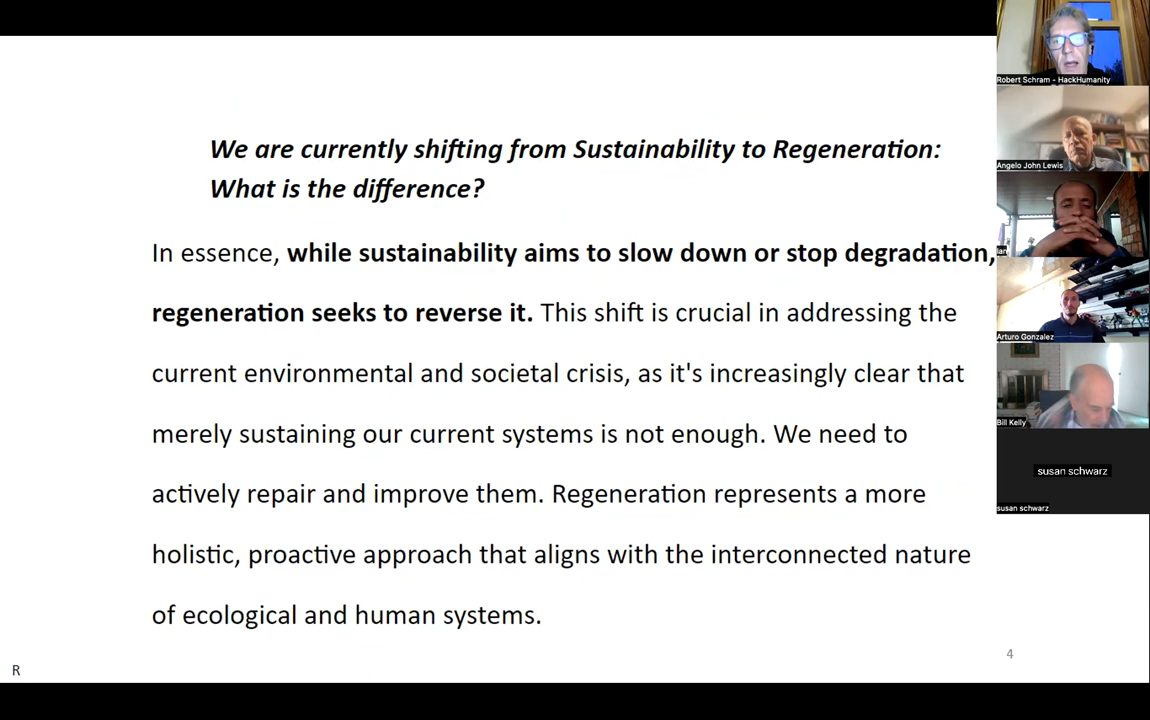 We are currently shifting from Sustainability to Regeneration:
What is the difference?
In essence, while sustainability aims to slow down or stop degradation,
regeneration seeks to reverse it. This shift is crucial in addressing the
current environmental and societal crisis, as it's increasingly clear that
merely sustaining our current systems is not enough. We need to
actively repair and improve them. Regeneration represents a more
holistic, proactive approach that aligns with the interconnected nature
of ecological and human systems.
4
R
Robert Schram - HackHumanity
Angelo John Lewis
Ian
Arturo Gonzalez
Bill Kelly
susan schwarz
susan schwarz